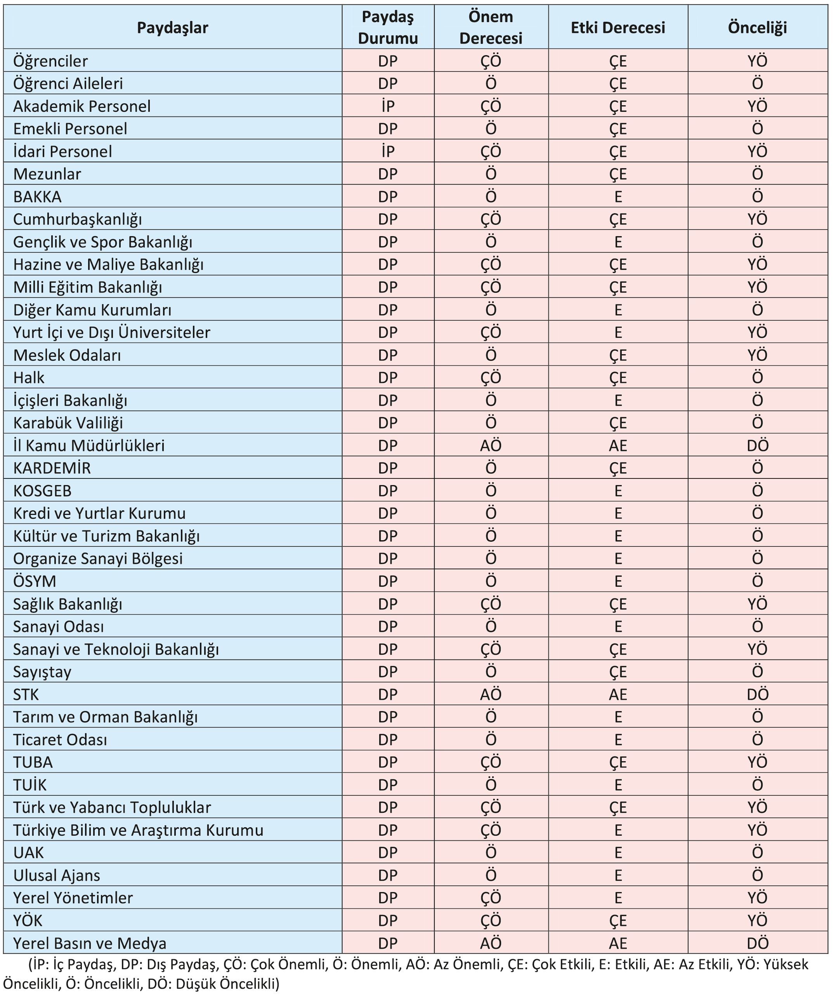 Paydaşlar Paydaş Durumu Önem Derecesi Etki Derecesi Önceliği
Öğrenciler DP ÇÖ ÇE YÖ
Öğrenci Aileleri DP Ö ÇE Ö
Akademik Personel İP ÇÖ ÇE YÖ
Emekli Personel DP Ö ÇE Ö
İdari Personel İP ÇÖ ÇE YÖ
Mezunlar DP Ö ÇE Ö
BAKKA DP Ö E Ö
Cumhurbaşkanlığı DP ÇÖ ÇE YÖ
Gençlik ve Spor Bakanlığı DP Ö E Ö
Hazine ve Maliye Bakanlığı DP ÇÖ ÇE YÖ
Milli Eğitim Bakanlığı DP ÇÖ ÇE YÖ
Diğer Kamu Kurumları DP Ö E Ö
Yurt İçi ve Dışı Üniversiteler DP ÇÖ E YÖ
Meslek Odaları DP Ö ÇE YÖ
Halk DP ÇÖ ÇE Ö
İçişleri Bakanlığı DP Ö E Ö
Karabük Valiliği DP Ö ÇE Ö
İl Kamu Müdürlükleri DP AÖ AE DÖ
KARDEMİR DP Ö ÇE Ö
KOSGEB DP Ö E Ö
Kredi ve Yurtlar Kurumu DP Ö E Ö
Kültür ve Turizm Bakanlığı DP Ö E Ö
Organize Sanayi Bölgesi DP Ö E Ö
ÖSYM DP Ö E Ö
Sağlık Bakanlığı DP ÇÖ ÇE YÖ
Sanayi Odası DP Ö E Ö
Sanayi ve Teknoloji Bakanlığı DP ÇÖ ÇE YÖ
Sayıştay DP Ö ÇE Ö
STK DP AÖ AE DÖ
Tarım ve Orman Bakanlığı DP Ö E Ö
Ticaret Odası DP Ö E Ö
TUBA DP ÇÖ ÇE YÖ
TUİK DP Ö E Ö
Türk ve Yabancı Topluluklar DP ÇÖ ÇE YÖ
Türkiye Bilim ve Araştırma Kurumu DP ÇÖ E YÖ
UAK DP Ö E Ö
Ulusal Ajans DP Ö E Ö
Yerel Yönetimler DP ÇÖ E YÖ
YÖK DP ÇÖ ÇE YÖ
Yerel Basın ve Medya DP AÖ AE DÖ
(İP: İç Paydaş, DP: Dış Paydaş, ÇÖ: Çok Önemli, Ö: Önemli, AÖ: Az Önemli, ÇE: Çok Etkili, E: Etkili, AE: Az Etkili, YÖ: Yüksek
Öncelikli, Ö: Öncelikli, DÖ: Düşük Öncelikli)